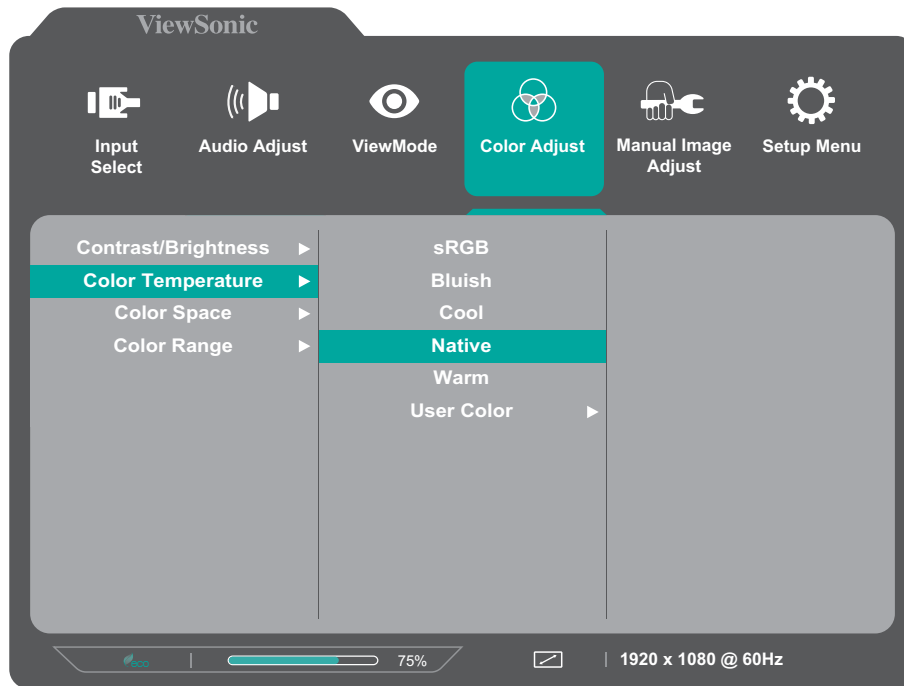 ViewSonic
Input
Select
Audio Adjust
ViewMode
Color Adjust
Manual Image
Adjust
Setup Menu
Contrast/Brightness
Color Temperature
Color Space
Color Range
sRGB
Bluish
Cool
Native
Warm
User Color
eco
75%
1920 x 1080 @ 60Hz